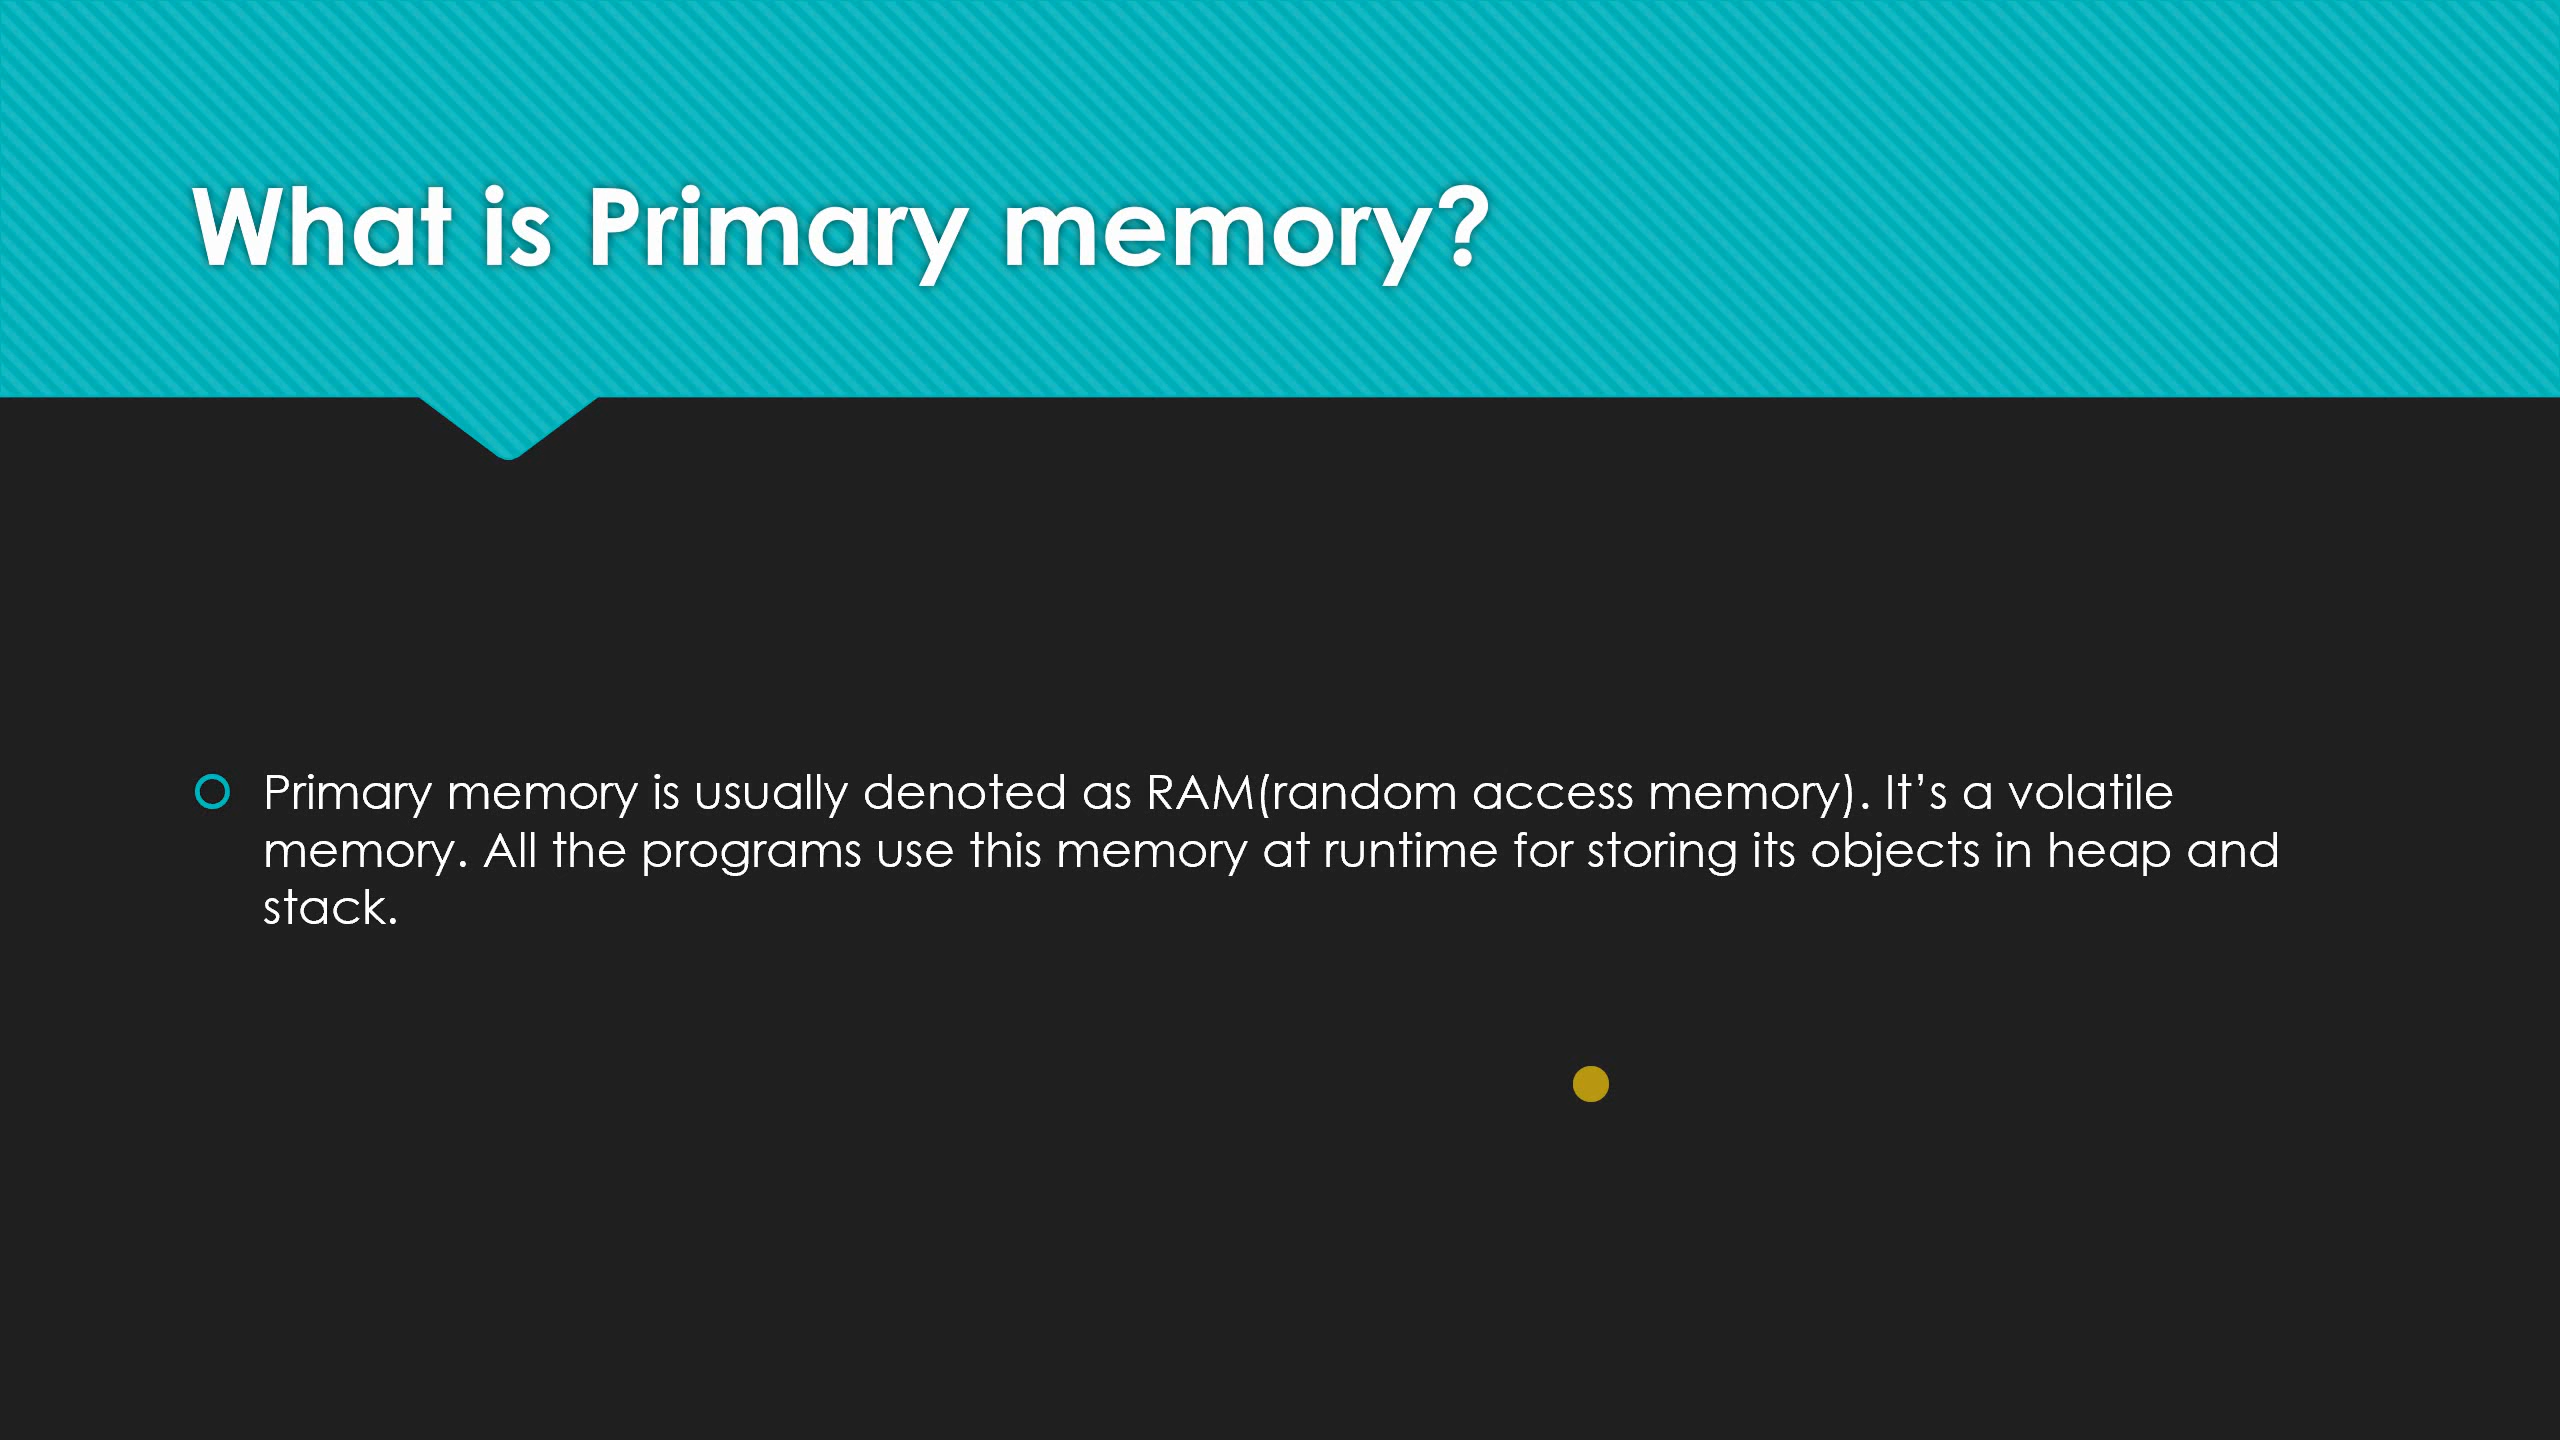 What is Primary memory?
Primary memory is usually denoted as RAM(random access memory). It’s a volatile
memory. All the programs use this memory at runtime for storing its objects in heap and
stack.